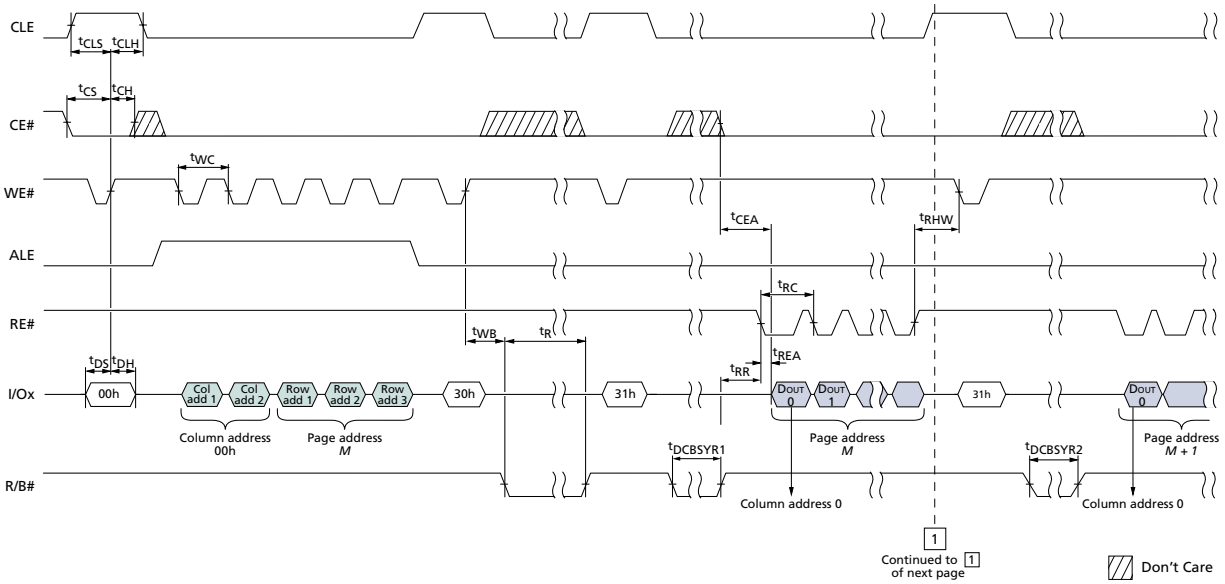 CLE
tCLS tCLH
tCS tCH
CE#
tWC
WE#
tCEA
tRHW
ALE
tRC
RE#
tWB tR
tREA
tDS tDH
tRR
I/Ox
00h
Col add 1
Col add 2
Row add 1
Row add 2
Row add 3
30h
31h
DOUT 0
DOUT 1
31h
DOUT 0
Column address
00h
Page address
M
Page address
M
Page address
M + 1
tDCBSYR1
tDCBSYR2
R/B#
Column address 0
Column address 0
1
Continued to 1
of next page
Don't Care